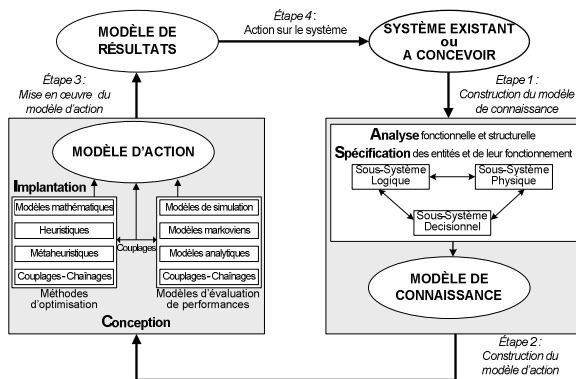 MODÈLE DE
RÉSULTATS
Étape 4 :
Action sur le système
SYSTÈME EXISTANT
ou
A CONCEVOIR
Étape 3 :
Mise en œuvre du
modèle d'action
Étape 1 :
Construction du modèle
de connaissance
MODÈLE D'ACTION
Implantation
Modèles mathématiques
Heuristiques
Métaheuristiques
Couplages-Chaînages
Méthodes
d'optimisation
Couplages
Modèles de simulation
Modèles markoviens
Modèles analytiques
Couplages-Chaînages
Modèles d'évaluation
de performances
Conception
Analyse fonctionnelle et structurelle
Spécification des entités et de leur fonctionnement
Sous-Système
Logique
Sous-Système
Physique
Sous-Système
Decisionnel
MODÈLE DE
CONNAISSANCE
Étape 2 :
Construction du
modèle d'action